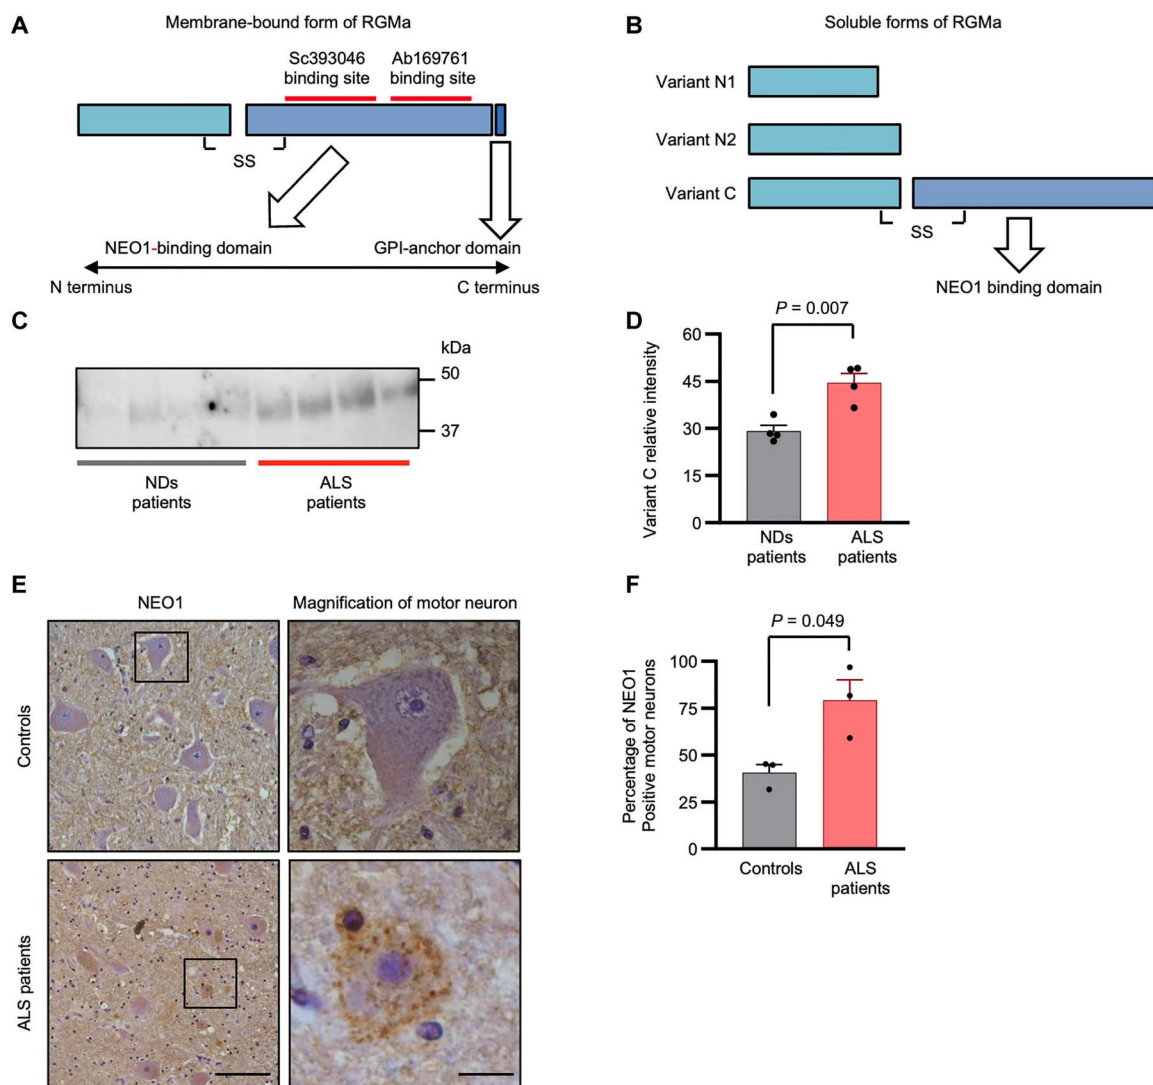 A
Membrane-bound form of RGMa
Sc393046
binding site
Ab169761
binding site
SS
NEO1-binding domain
GPI-anchor domain
N terminus
C terminus
B
Soluble forms of RGMa
Variant N1
Variant N2
Variant C
SS
NEO1 binding domain
C
kDa
50
37
NDs
patients
ALS
patients
D
P = 0.007
Variant C relative intensity
60
45
30
15
0
NDs
patients
ALS
patients
E
NEO1
Magnification of motor neuron
Controls
ALS patients
F
P = 0.049
Percentage of NEO1
Positive motor neurons
100
75
50
25
0
Controls
ALS
patients